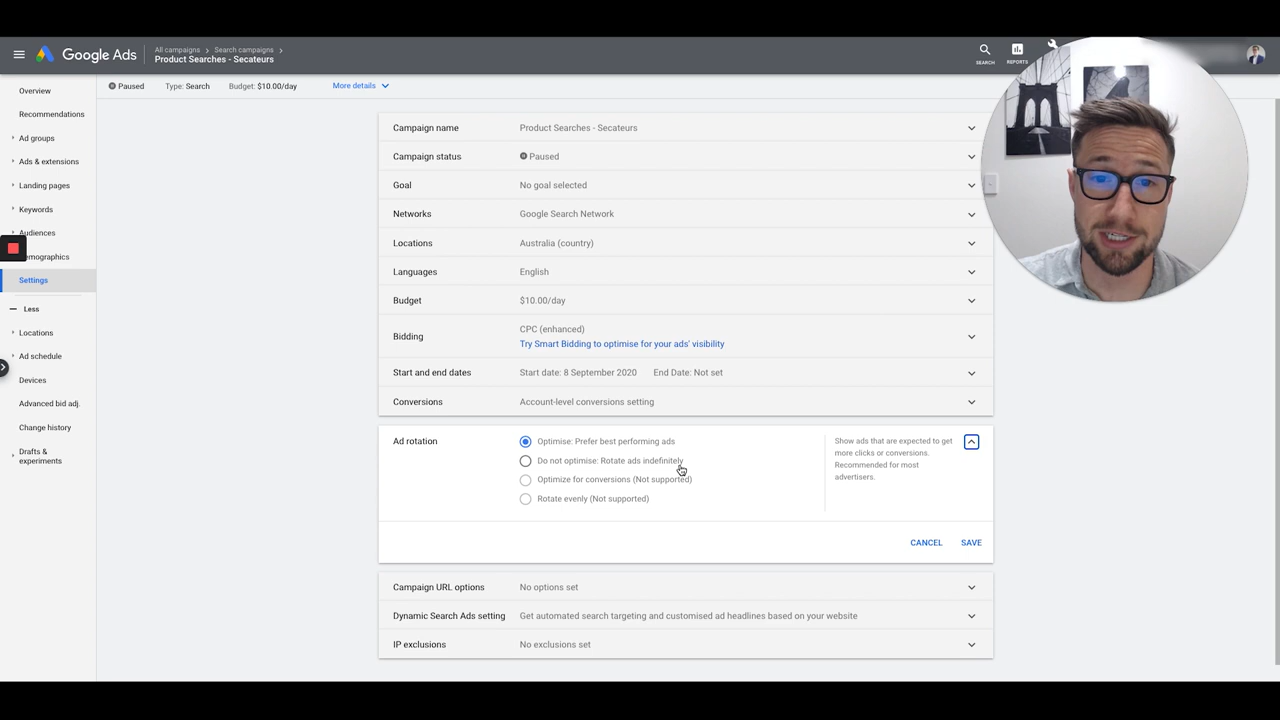 Google Ads
All campaigns > Search campaigns >
Product Searches - Secateurs
SEARCH
REPORTS
Paused Type: Search Budget: $10.00/day More details
Overview
Recommendations
Ad groups
Ads & extensions
Landing pages
Keywords
Audiences
emographics
Settings
Less
Locations
Ad schedule
Devices
Advanced bid adj.
Change history
Drafts &
experiments
Campaign name Product Searches - Secateurs
Campaign status Paused
Goal No goal selected
Networks Google Search Network
Locations Australia (country)
Languages English
Budget $10.00/day
Bidding CPC (enhanced)
Try Smart Bidding to optimise for your ads' visibility
Start and end dates Start date: 8 September 2020 End Date: Not set
Conversions Account-level conversions setting
Ad rotation
Optimise: Prefer best performing ads
Do not optimise: Rotate ads indefinitely
Optimize for conversions (Not supported)
Rotate evenly (Not supported)
Show ads that are expected to get
more clicks or conversions.
Recommended for most
advertisers.
CANCEL SAVE
Campaign URL options No options set
Dynamic Search Ads setting Get automated search targeting and customised ad headlines based on your website
IP exclusions No exclusions set